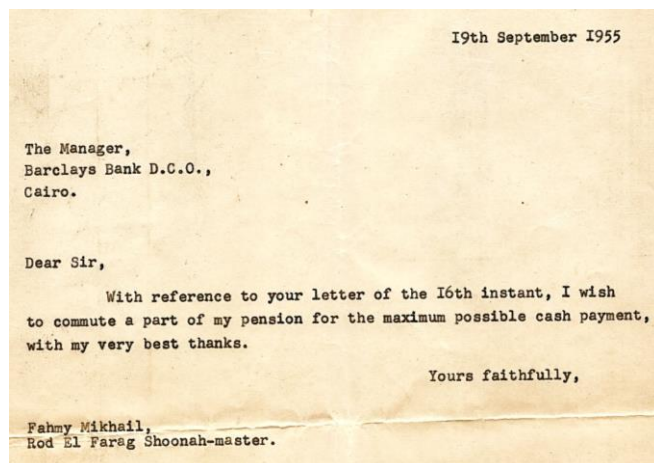 I9th September I955
The Manager,
Barclays Bank D.C.O.,
Cairo.
Dear Sir,
With reference to your letter of the I6th instant, I wish
to commute a part of my pension for the maximum possible cash payment,
with my very best thanks.
Yours faithfully,
Fahmy Mikhail,
Rod El Farag Shoonah-master.